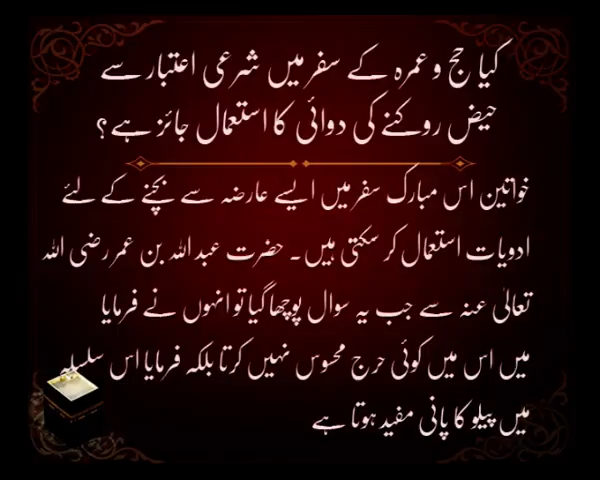 کیا حج و عمرہ کے سفر میں شرعی اعتبار سے
حیض روکنے کی دوائی کا استعمال جائز ہے؟
خواتین اس مبارک سفر میں ایسے عارضہ سے بچنے کے لئے
ادویات استعمال کر سکتی ہیں۔ حضرت عبد اللہ بن عمر رضی اللہ
تعالیٰ عنہ سے جب یہ سوال پوچھا گیا تو انہوں نے فرمایا
میں اس میں کوئی حرج محسوس نہیں کرتا بلکہ فرمایا اس سلسلہ
میں پیلو کا پانی مفید ہوتا ہے